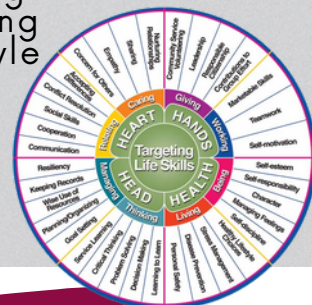 g
ng
yle
Targeting
Life Skills
HEART
HANDS
HEALTH
HEAD
Caring
Giving
Working
Being
Living
Thinking
Managing
Relating
Nurturing
Relationships
Sharing
Empathy
Concern for Others
Accepting
Differences
Conflict Resolution
Social Skills
Cooperation
Communication
Community Service
Volunteering
Leadership
Responsible
Citizenship
Contributions to
Group Effort
Marketable Skills
Teamwork
Self-motivation
Self-esteem
Self-responsibility
Character
Managing Feelings
Self-discipline
Healthy Lifestyle
Choices
Stress Management
Disease Prevention
Personal Safety
Learning to Learn
Decision Making
Problem Solving
Critical Thinking
Service Learning
Goal Setting
Planning/Organizing
Wise Use of
Resources
Keeping Records
Resiliency